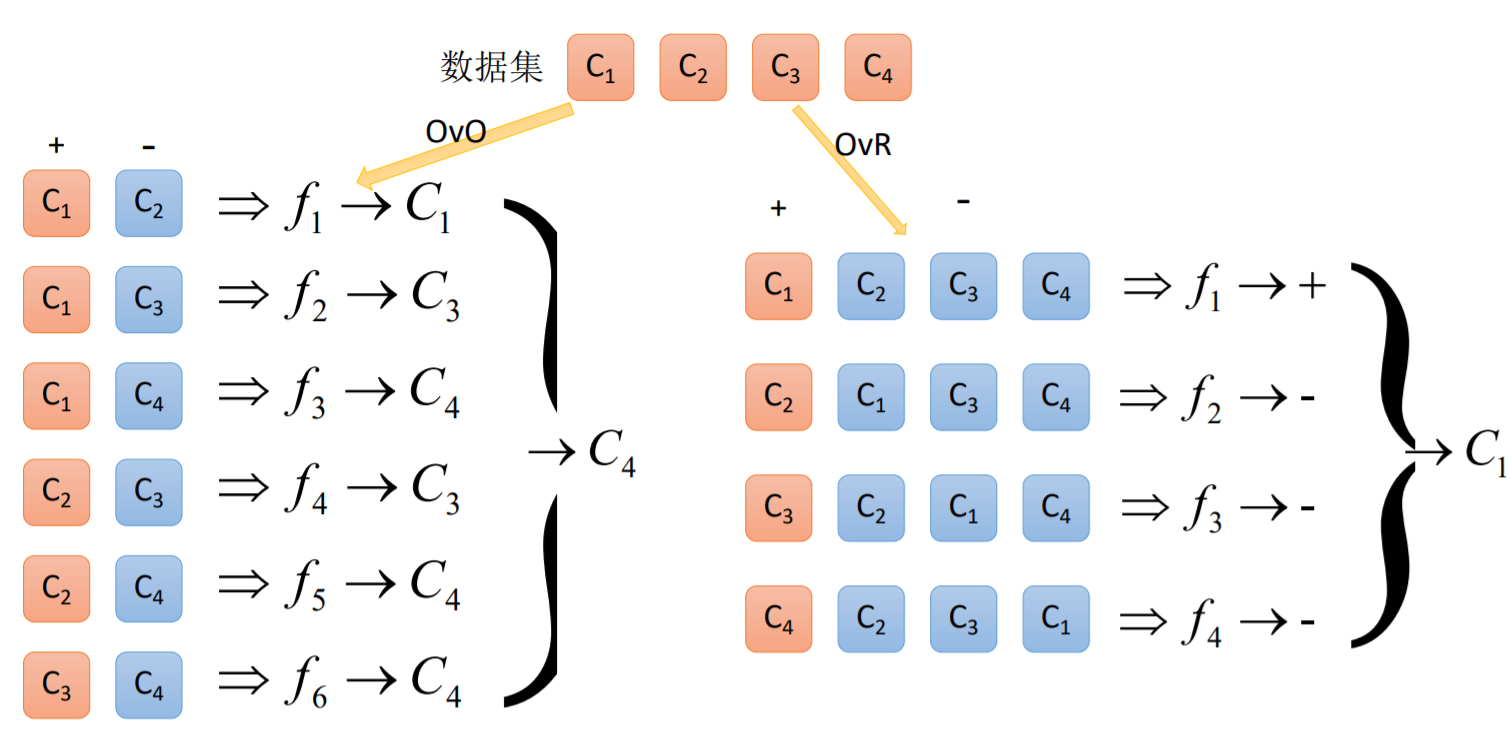 数据集 C₁ C₂ C₃ C₄
OvO
OvR
+ -
C₁ C₂ ⇒ f₁ → C₁
C₁ C₃ ⇒ f₂ → C₃
C₁ C₄ ⇒ f₃ → C₄
C₂ C₃ ⇒ f₄ → C₃
C₂ C₄ ⇒ f₅ → C₄
C₃ C₄ ⇒ f₆ → C₄
→ C₄
+ -
C₁ C₂ C₃ C₄ ⇒ f₁ → +
C₂ C₁ C₃ C₄ ⇒ f₂ → -
C₃ C₂ C₁ C₄ ⇒ f₃ → -
C₄ C₂ C₃ C₁ ⇒ f₄ → -
→ C₁